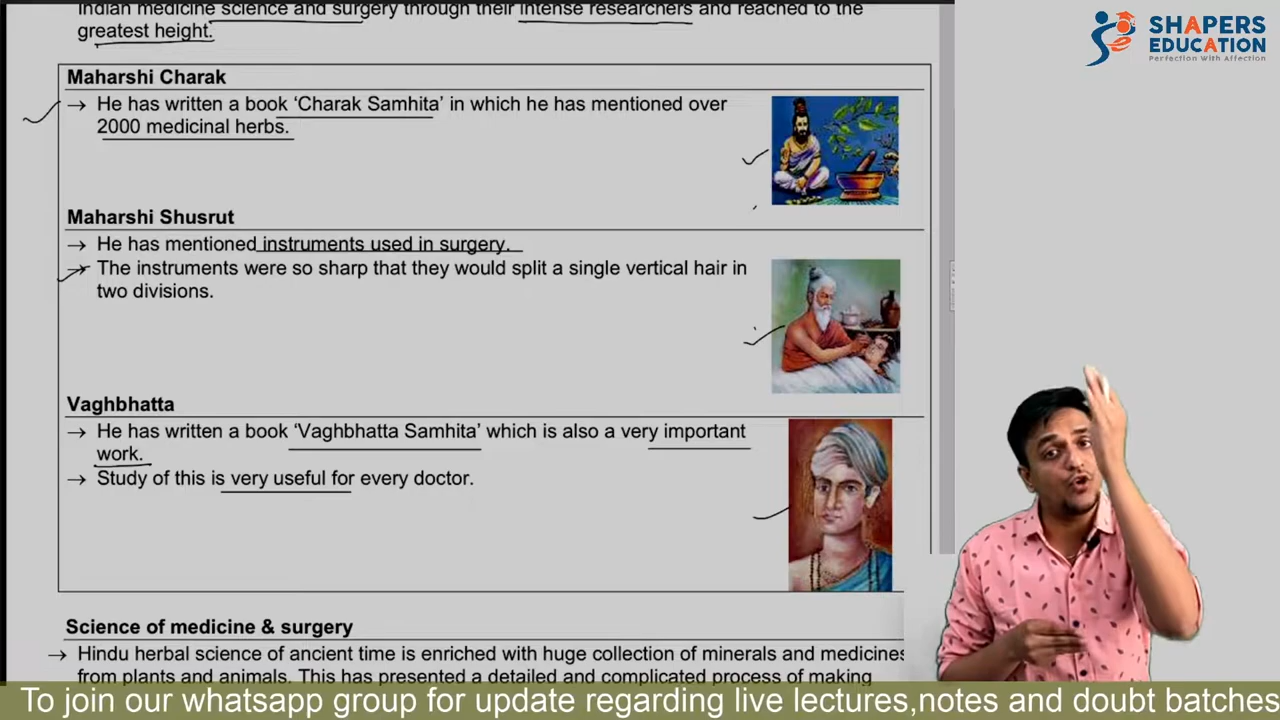 Indian medicine science and surgery through their intense researchers and reached to the
greatest height.
SHAPERS
EDUCATION
Perfection With Affection
Maharshi Charak
→ He has written a book ‘Charak Samhita’ in which he has mentioned over
2000 medicinal herbs.
Maharshi Shusrut
→ He has mentioned instruments used in surgery.
→ The instruments were so sharp that they would split a single vertical hair in
two divisions.
Vaghbhatta
→ He has written a book ‘Vaghbhatta Samhita’ which is also a very important
work.
→ Study of this is very useful for every doctor.
Science of medicine & surgery
→ Hindu herbal science of ancient time is enriched with huge collection of minerals and medicines
from plants and animals. This has presented a detailed and complicated process of making
To join our whatsapp group for update regarding live lectures,notes and doubt batches